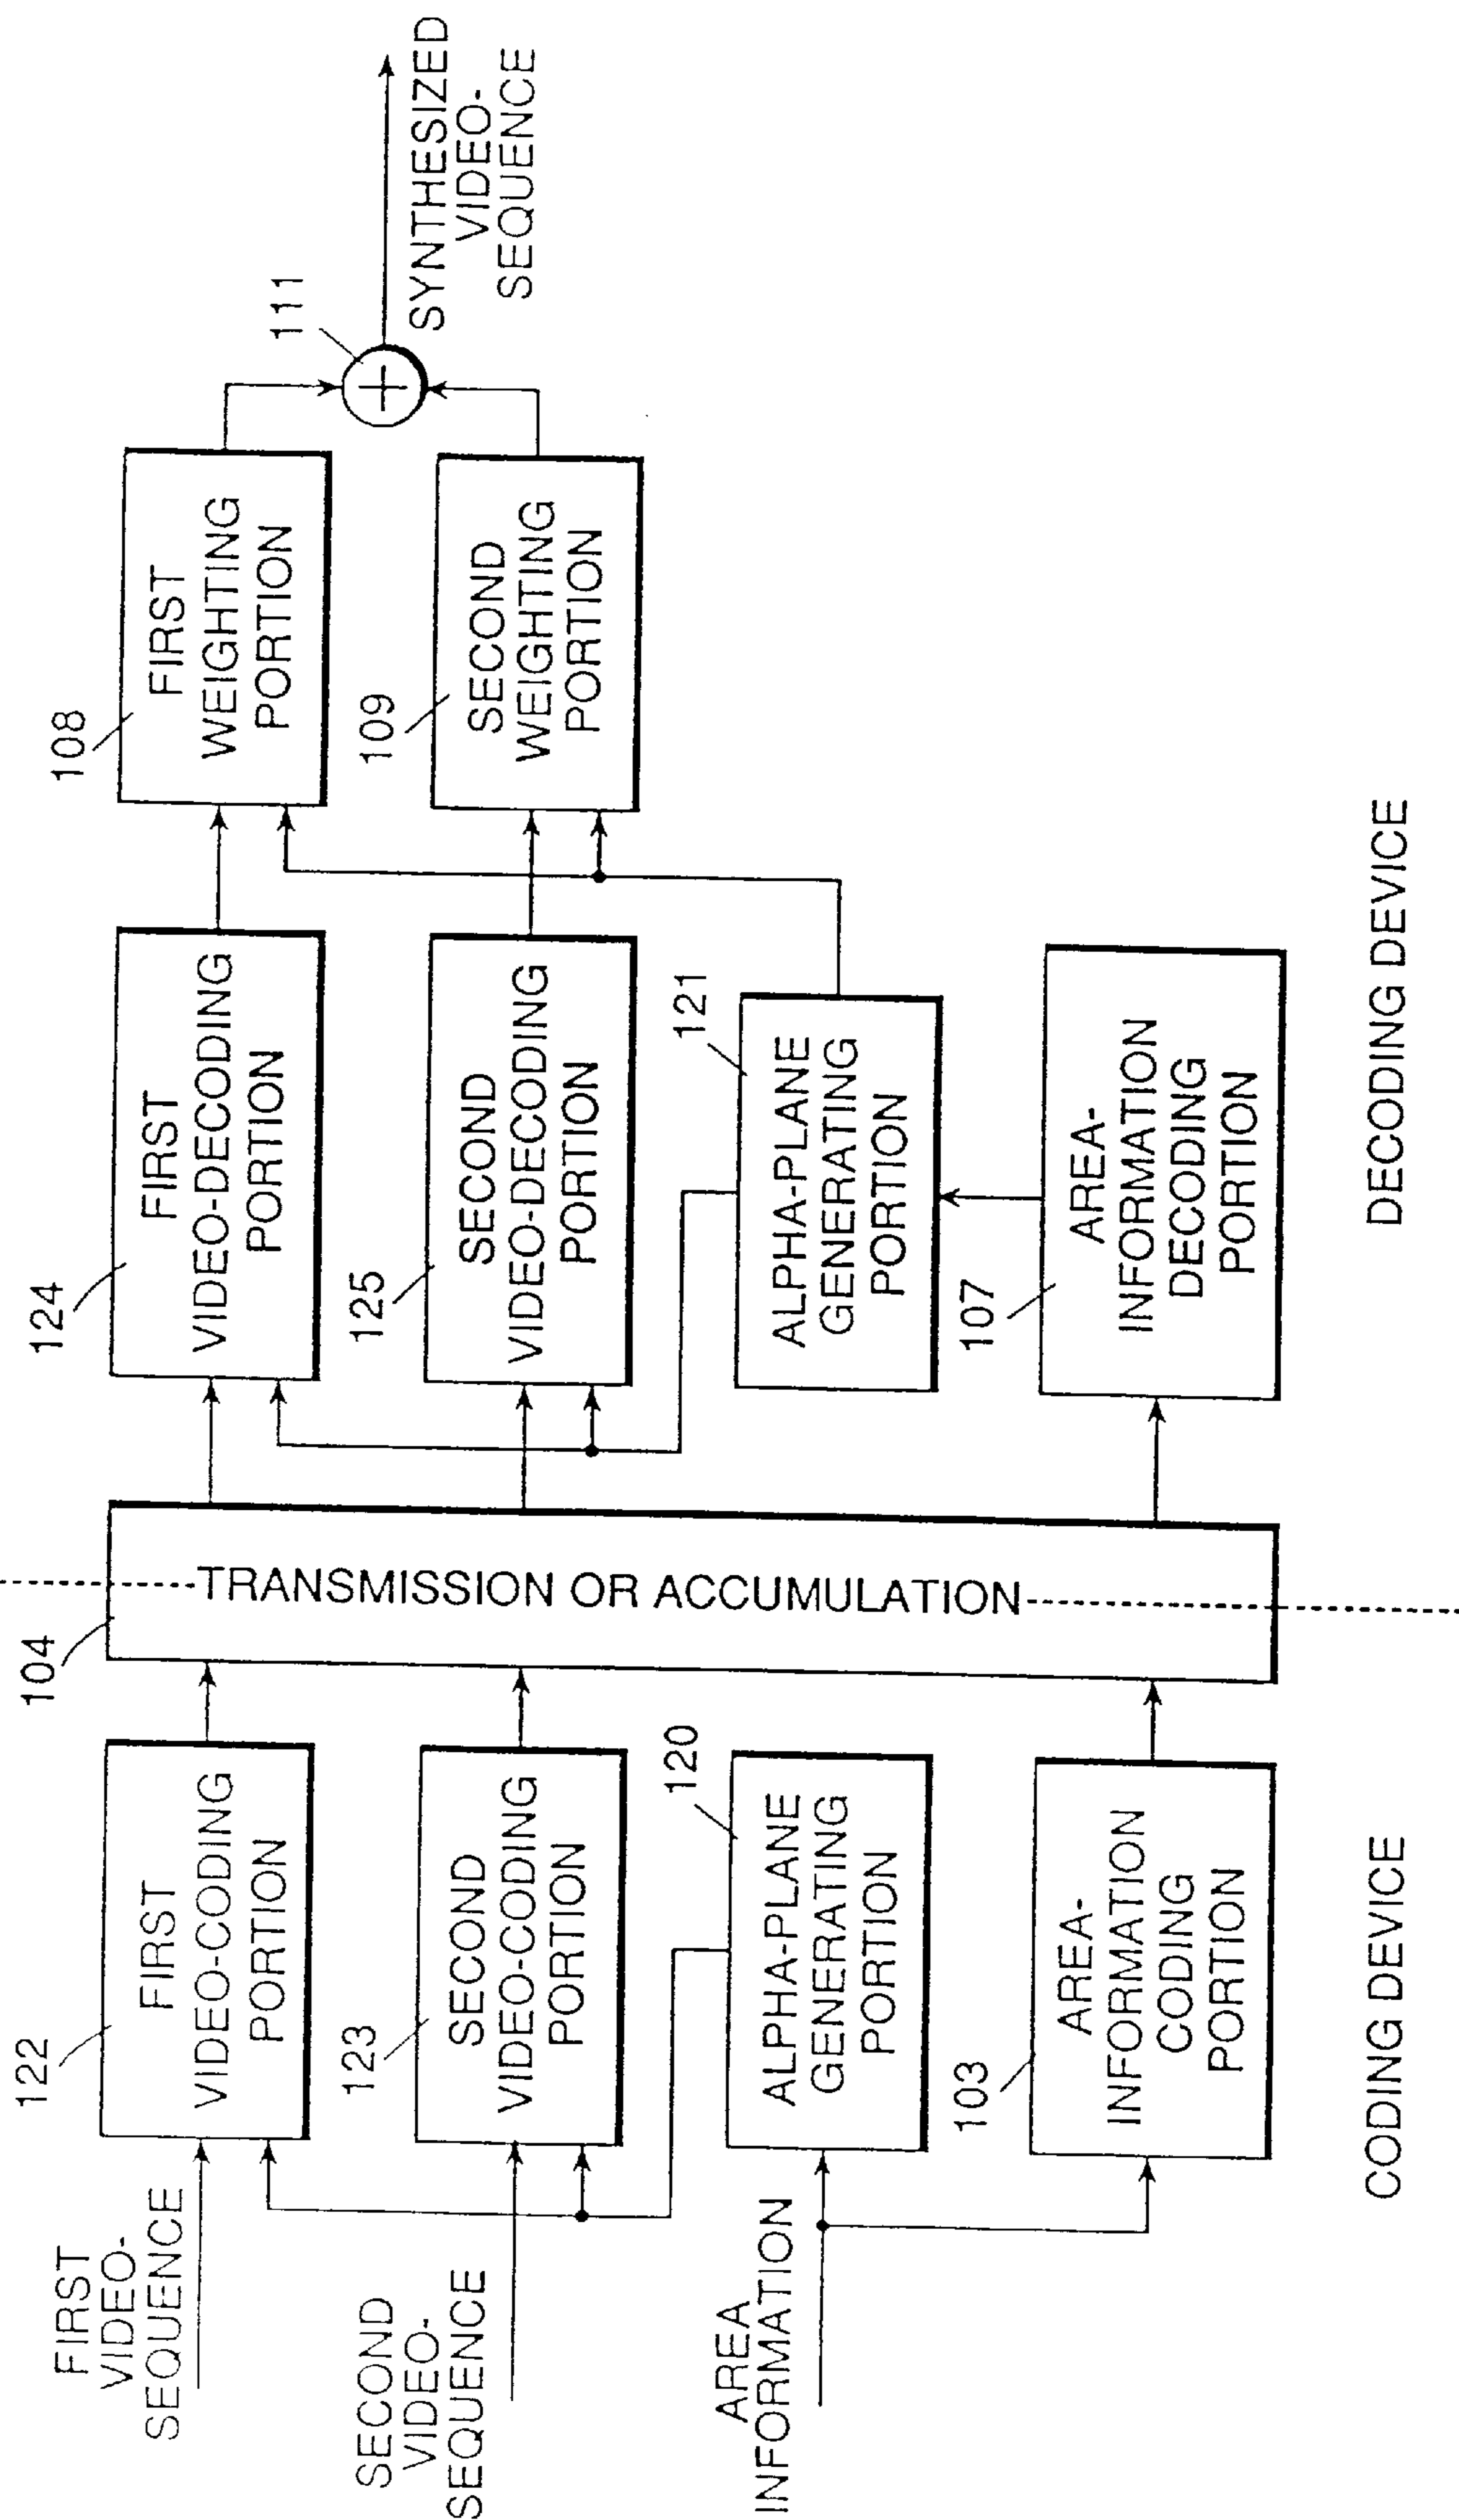 FIRST
VIDEO-
SEQUENCE
122
FIRST
VIDEO-CODING
PORTION
104
TRANSMISSION OR ACCUMULATION
124
FIRST
VIDEO-DECODING
PORTION
108
FIRST
WEIGHTING
PORTION
111
SYNTHESIZED
VIDEO-
SEQUENCE
SECOND
VIDEO-
SEQUENCE
123
SECOND
VIDEO-CODING
PORTION
125
SECOND
VIDEO-DECODING
PORTION
109
SECOND
WEIGHTING
PORTION
AREA
INFORMATION
120
ALPHA-PLANE
GENERATING
PORTION
121
ALPHA-PLANE
GENERATING
PORTION
103
AREA-
INFORMATION
CODING
PORTION
107
AREA-
INFORMATION
DECODING
PORTION
CODING DEVICE
DECODING DEVICE